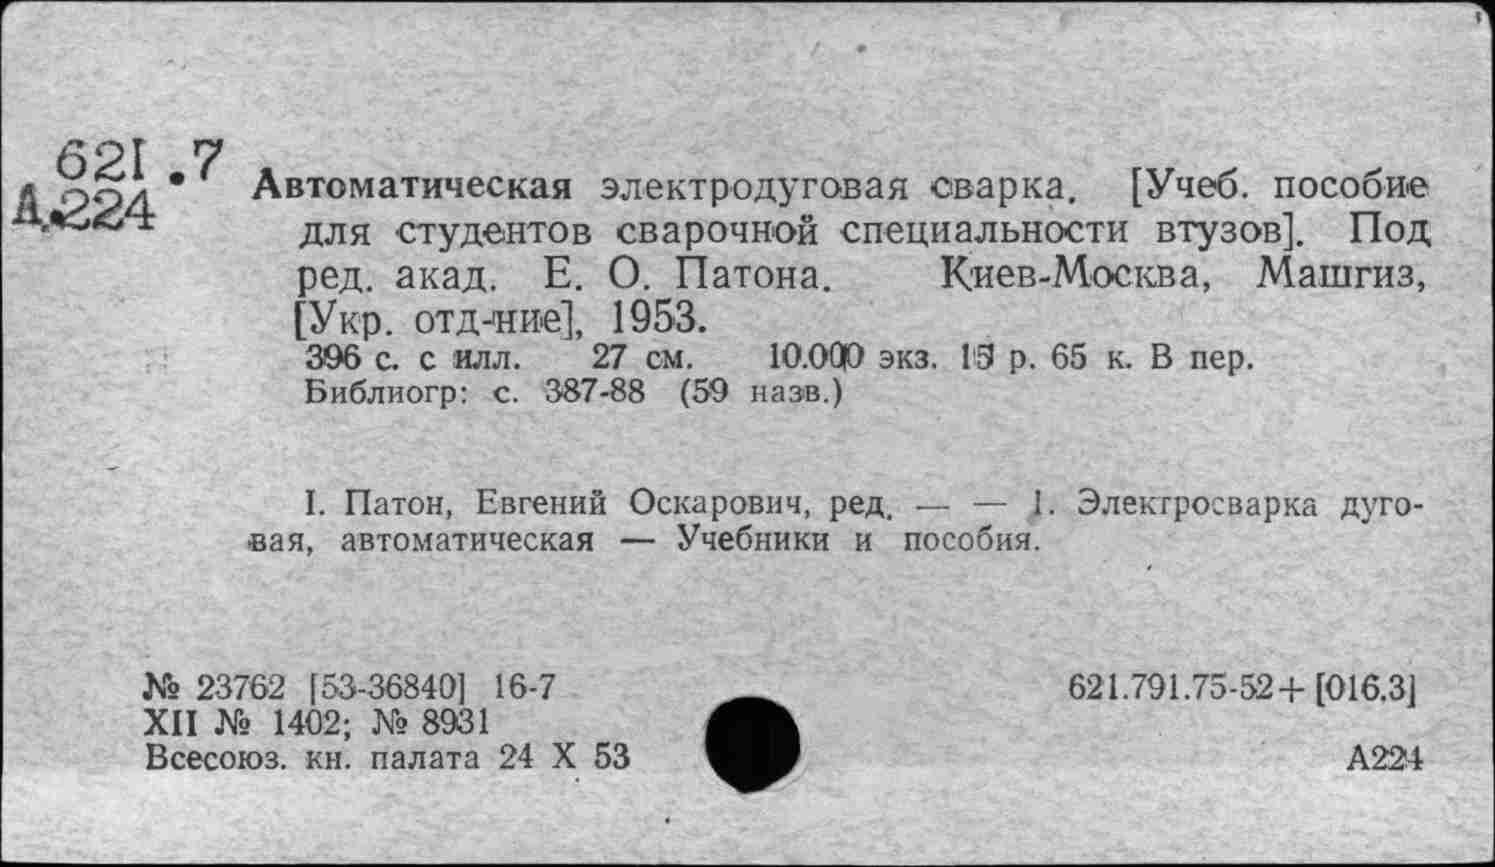 621.7
А224
Автоматическая электродуговая сварка. [Учеб. пособие
для студентов сварочной специальности втузов]. Под
ред. акад. Е. О. Патона. Киев-Москва, Машгиз,
[Укр. отд-ние], 1953.
396 с. с илл. 27 см. 10.000 экз. 15 р. 65 к. В пер.
Библиогр: с. 387-88 (59 назв.)
I. Патон, Евгений Оскарович, ред. — — 1. Электросварка дуго-
вая, автоматическая — Учебники и пособия.
№ 23762 [53-36840] 16-7
621.791.75-52+[016.3]
XII № 1402; № 8931
Всесоюз. кн. палата 24 X 53
А224